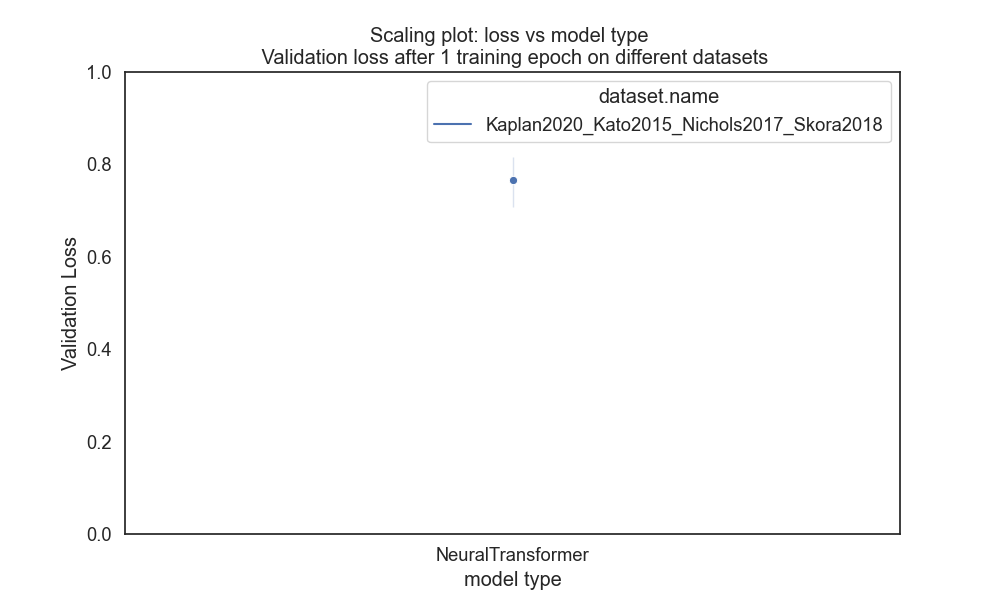 Scaling plot: loss vs model type
Validation loss after 1 training epoch on different datasets
1.0
dataset.name
Kaplan2020_Kato2015_Nichols2017_Skora2018
0.8
0.6
Validation Loss
0.4
0.2
0.0
NeuralTransformer
model type